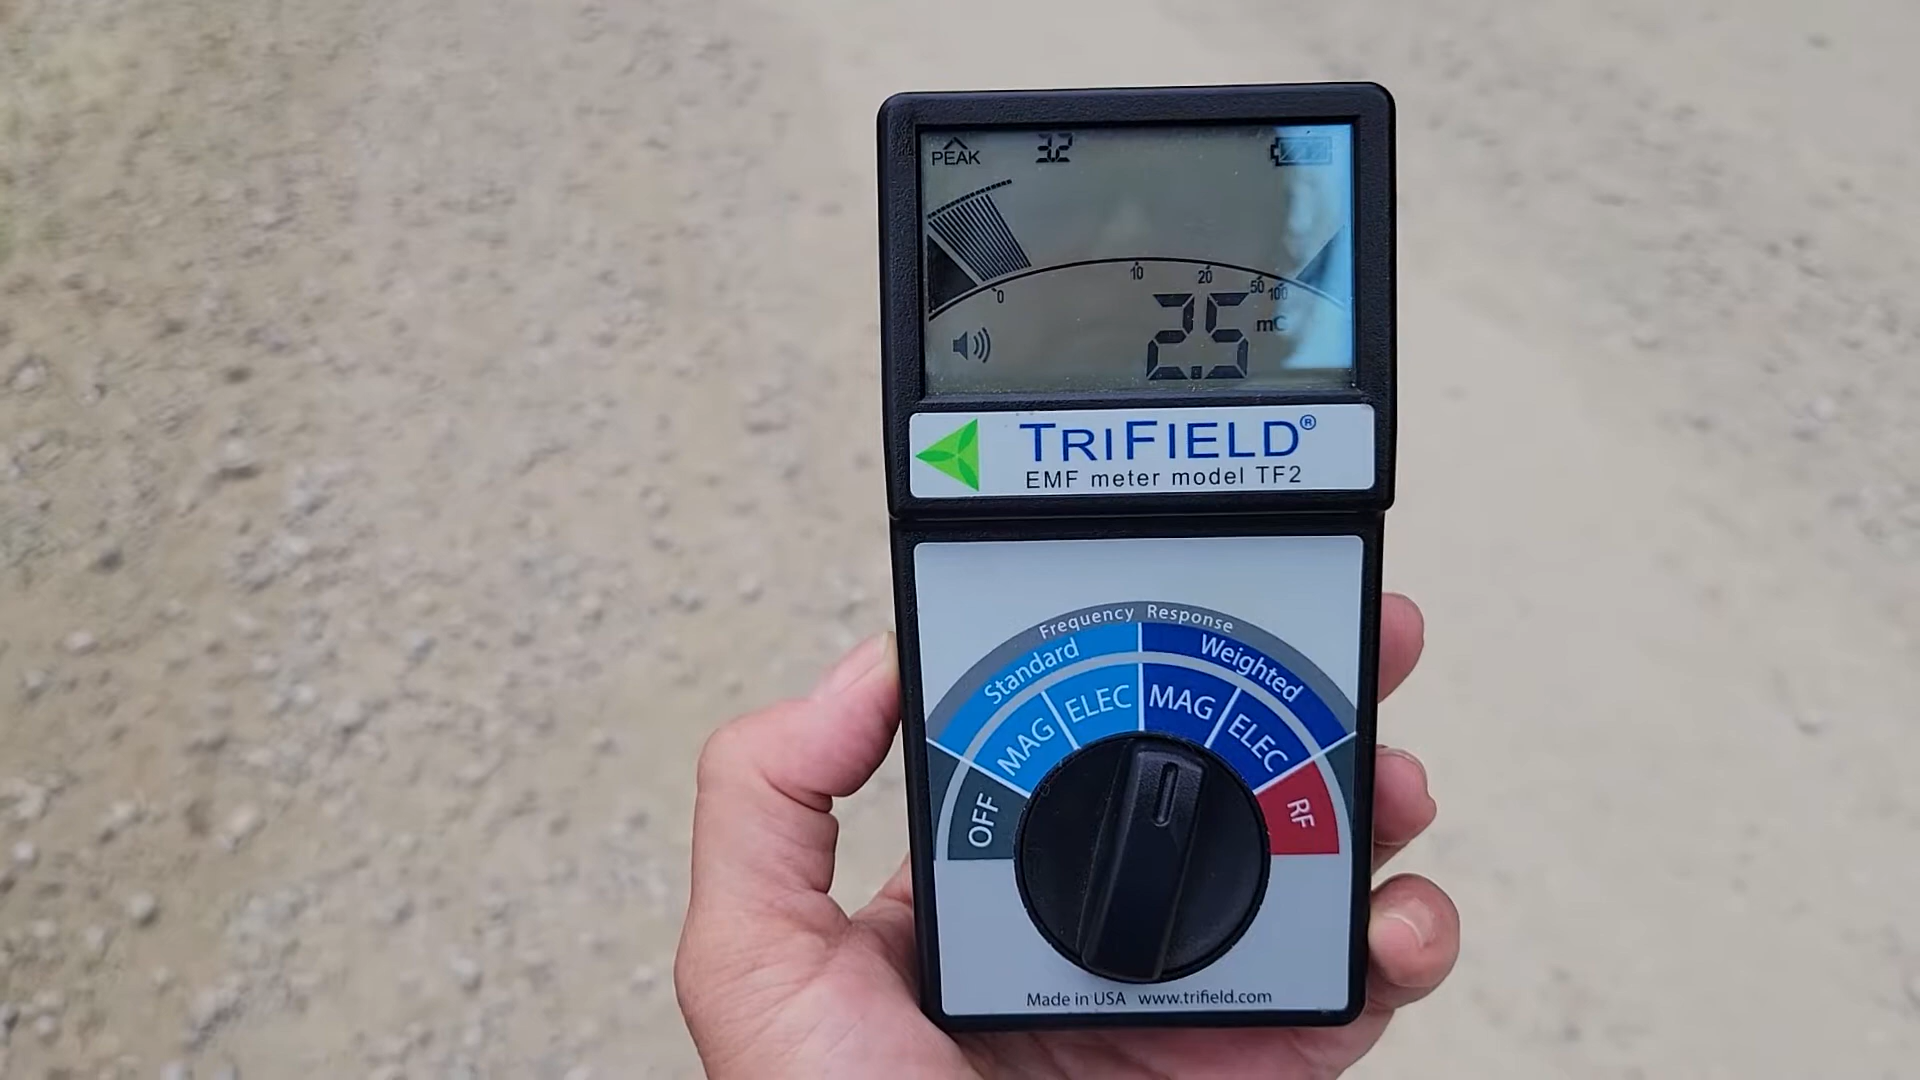 PEAK 3.2
0 10 20 50 100
2.5 mG
TRIFIELD®
EMF meter model TF2
Frequency Response
Standard Weighted
OFF MAG ELEC MAG ELEC RF
Made in USA www.trifield.com